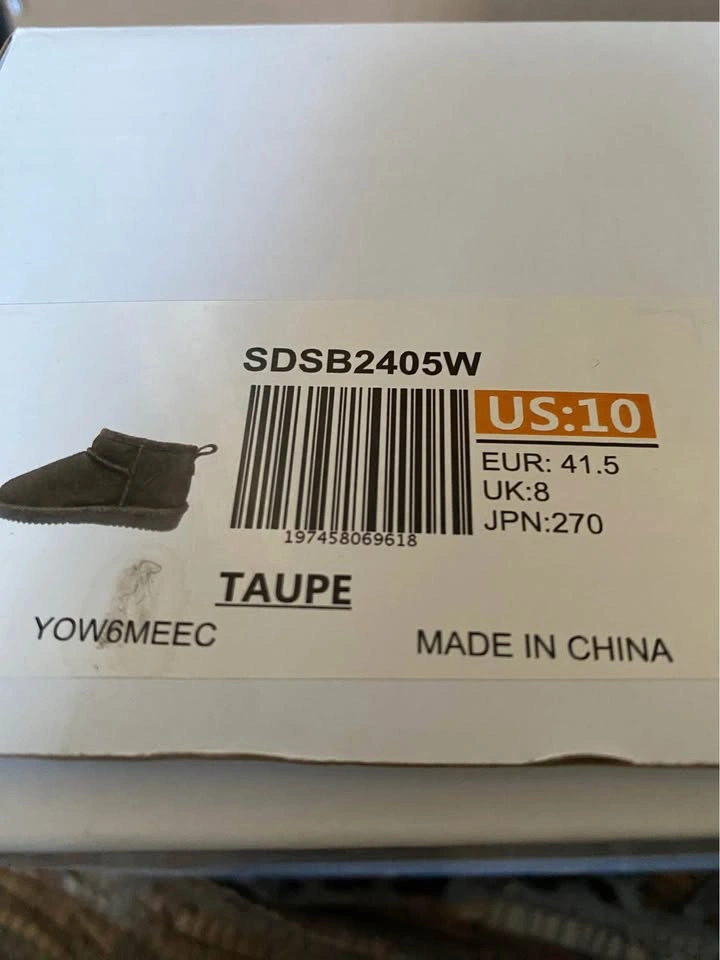 SDSB2405W
US:10
EUR: 41.5
UK:8
JPN:270
197458069618
TAUPE
YOW6MEEC
MADE IN CHINA